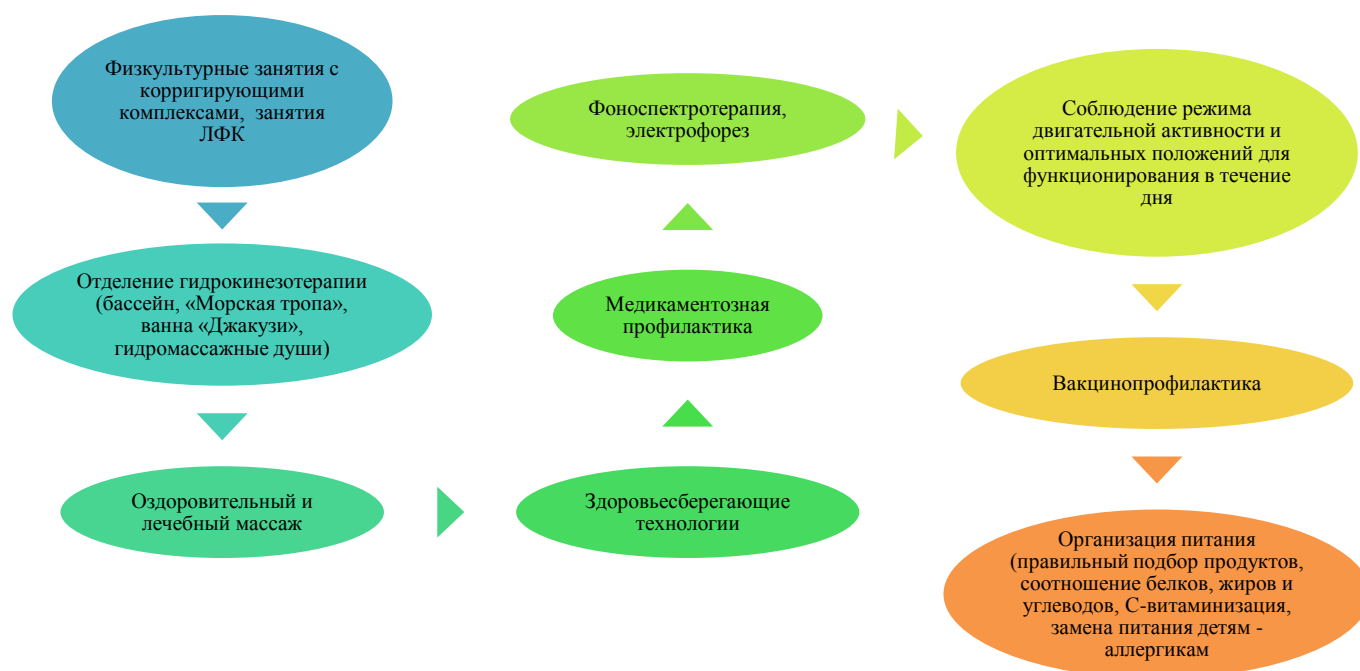 Физкультурные занятия с
корригирующими
комплексами, занятия
ЛФК
Отделение гидрокинезотерапии
(бассейн, «Морская тропа»,
ванна «Джакузи»,
гидромассажные души)
Оздоровительный и
лечебный массаж
Здоровьесберегающие
технологии
Медикаментозная
профилактика
Фоноспектротерапия,
электрофорез
Соблюдение режима
двигательной активности и
оптимальных положений для
функционирования в течение
дня
Вакцинопрофилактика
Организация питания
(правильный подбор продуктов,
соотношение белков, жиров и
углеводов, С-витаминизация,
замена питания детям -
аллергикам